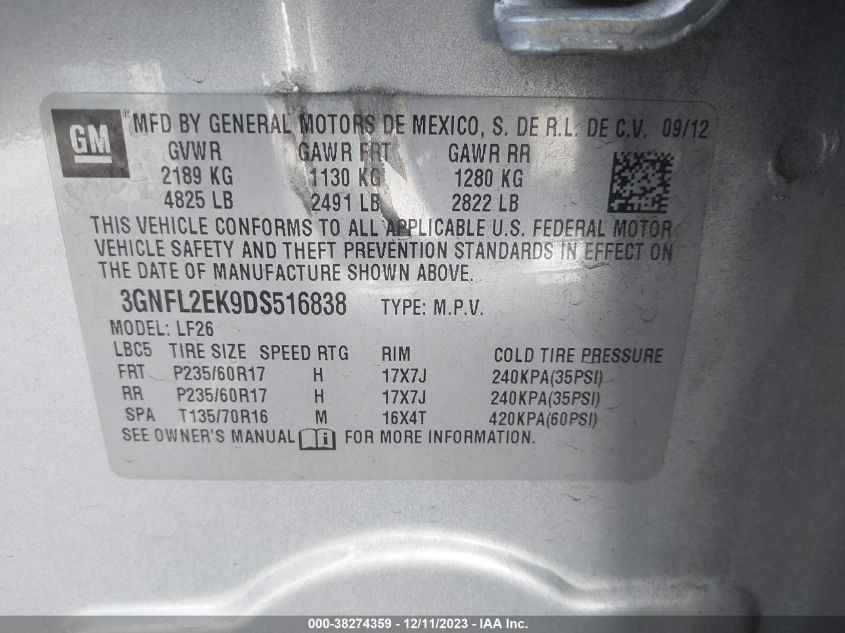 GM ® MFD BY GENERAL MOTORS DE MEXICO, S. DE R.L. DE C.V. 09/12
GVWR GAWR FRT GAWR RR
2189 KG 1130 KG 1280 KG
4825 LB 2491 LB 2822 LB
THIS VEHICLE CONFORMS TO ALL APPLICABLE U.S. FEDERAL MOTOR
VEHICLE SAFETY AND THEFT PREVENTION STANDARDS IN EFFECT ON
THE DATE OF MANUFACTURE SHOWN ABOVE.
3GNFL2EK9DS516838 TYPE: M.P.V.
MODEL: LF26
LBC5 TIRE SIZE SPEED RTG RIM COLD TIRE PRESSURE
FRT P235/60R17 H 17X7J 240KPA(35PSI)
RR P235/60R17 H 17X7J 240KPA(35PSI)
SPA T135/70R16 M 16X4T 420KPA(60PSI)
SEE OWNER'S MANUAL i FOR MORE INFORMATION.
000-38274359 - 12/11/2023 - IAA Inc.